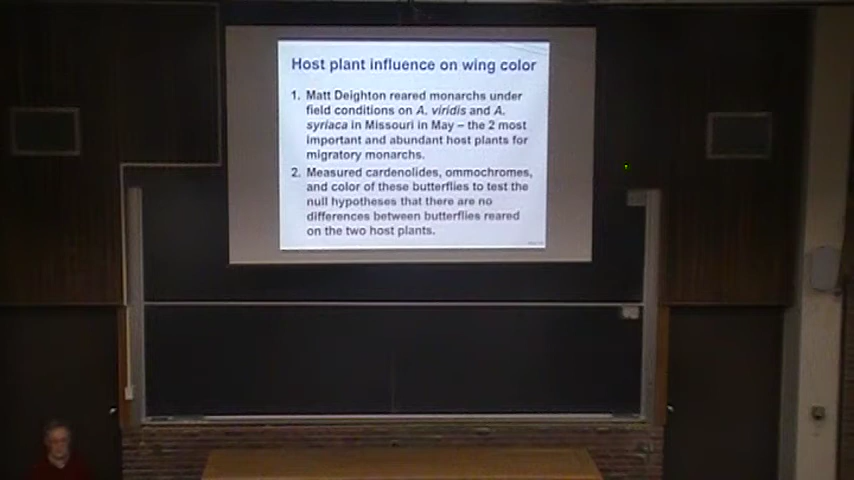 Host plant influence on wing color
1. Matt Deighton reared monarchs under
field conditions on A. viridis and A.
syriaca in Missouri in May – the 2 most
important and abundant host plants for
migratory monarchs.
2. Measured cardenolides, ommochromes,
and color of these butterflies to test the
null hypotheses that there are no
differences between butterflies reared
on the two host plants.